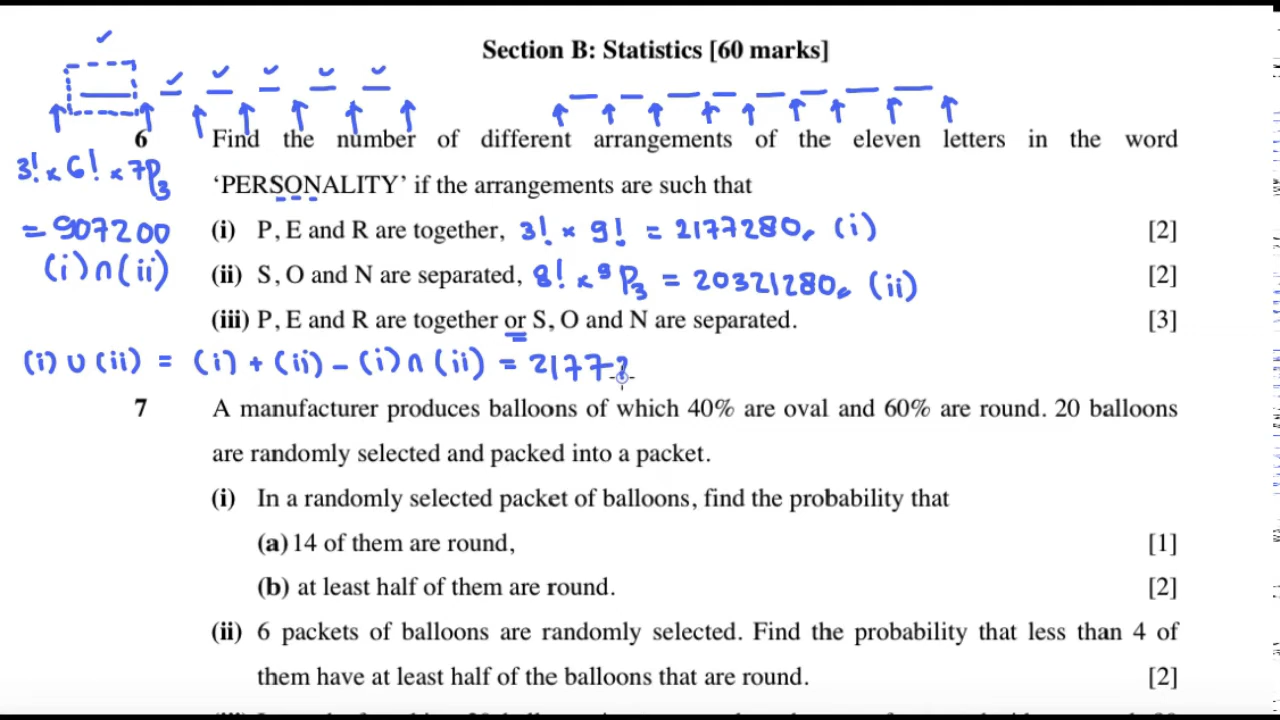 Section B: Statistics [60 marks]
6 Find the number of different arrangements of the eleven letters in the word
3! x 6! x 7P3
'PERSONALITY' if the arrangements are such that
= 907200 (i) P, E and R are together, 3! x 9! = 2177280, (i) [2]
(i)∩(ii) (ii) S, O and N are separated, 8! x 9P3 = 20321280, (ii) [2]
(iii) P, E and R are together or S, O and N are separated. [3]
(i) ∪ (ii) = (i) + (ii) - (i)∩(ii) = 2177
7 A manufacturer produces balloons of which 40% are oval and 60% are round. 20 balloons
are randomly selected and packed into a packet.
(i) In a randomly selected packet of balloons, find the probability that
(a) 14 of them are round, [1]
(b) at least half of them are round. [2]
(ii) 6 packets of balloons are randomly selected. Find the probability that less than 4 of
them have at least half of the balloons that are round. [2]